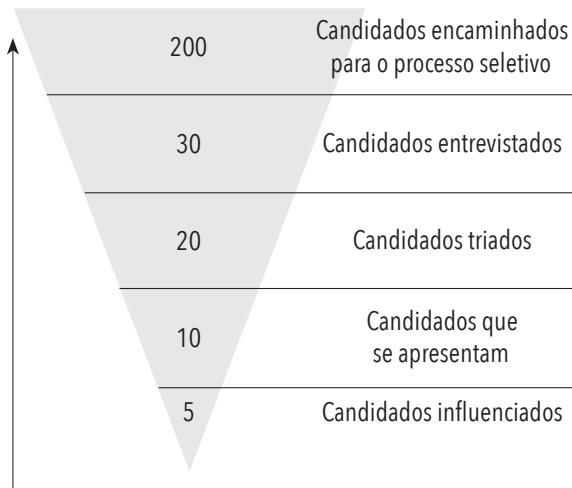 200
Candidados encaminhados
para o processo seletivo
30
Candidados entrevistados
20
Candidados triados
10
Candidados que
se apresentam
5
Candidados influenciados